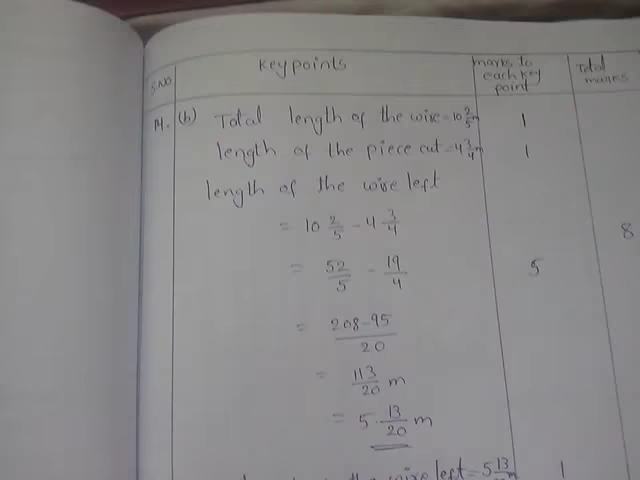 S.NO Keypoints marks to each key point Total marks
14. (b) Total length of the wire = 10 2/5 m 1
length of the piece cut = 4 3/4 m 1
length of the wire left
= 10 2/5 - 4 3/4 8
= 52/5 - 19/4 5
= 208-95/20
= 113/20 m
= 5 13/20 m
the wire left = 5 13 m 1